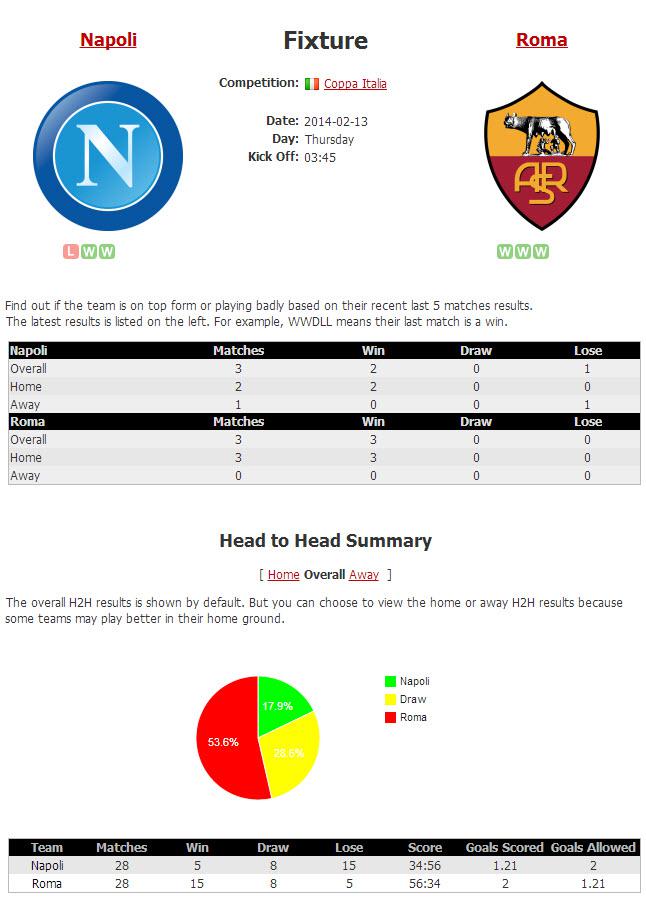 Napoli
Fixture
Roma
Competition: Coppa Italia
Date: 2014-02-13
Day: Thursday
Kick Off: 03:45
N
ASR
L W W
W W W
Find out if the team is on top form or playing badly based on their recent last 5 matches results.
The latest results is listed on the left. For example, WWDLL means their last match is a win.
Napoli Matches Win Draw Lose
Overall 3 2 0 1
Home 2 2 0 0
Away 1 0 0 1
Roma Matches Win Draw Lose
Overall 3 3 0 0
Home 3 3 0 0
Away 0 0 0 0
Head to Head Summary
[ Home Overall Away ]
The overall H2H results is shown by default. But you can choose to view the home or away H2H results because
some teams may play better in their home ground.
Napoli
Draw
Roma
17.9%
53.6%
28.6%
Team Matches Win Draw Lose Score Goals Scored Goals Allowed
Napoli 28 5 8 15 34:56 1.21 2
Roma 28 15 8 5 56:34 2 1.21